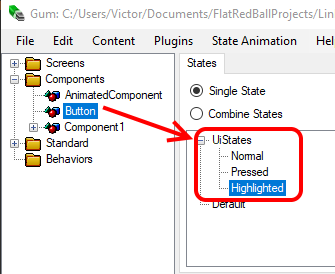 Gum: C:/Users/Victor/Documents/FlatRedBallProjects/Lin
File Edit Content Plugins State Animation Help
Screens
Components
AnimatedComponent
Button
Component1
Standard
Behaviors
States
Single State
Combine States
UiStates
Normal
Pressed
Highlighted
Default